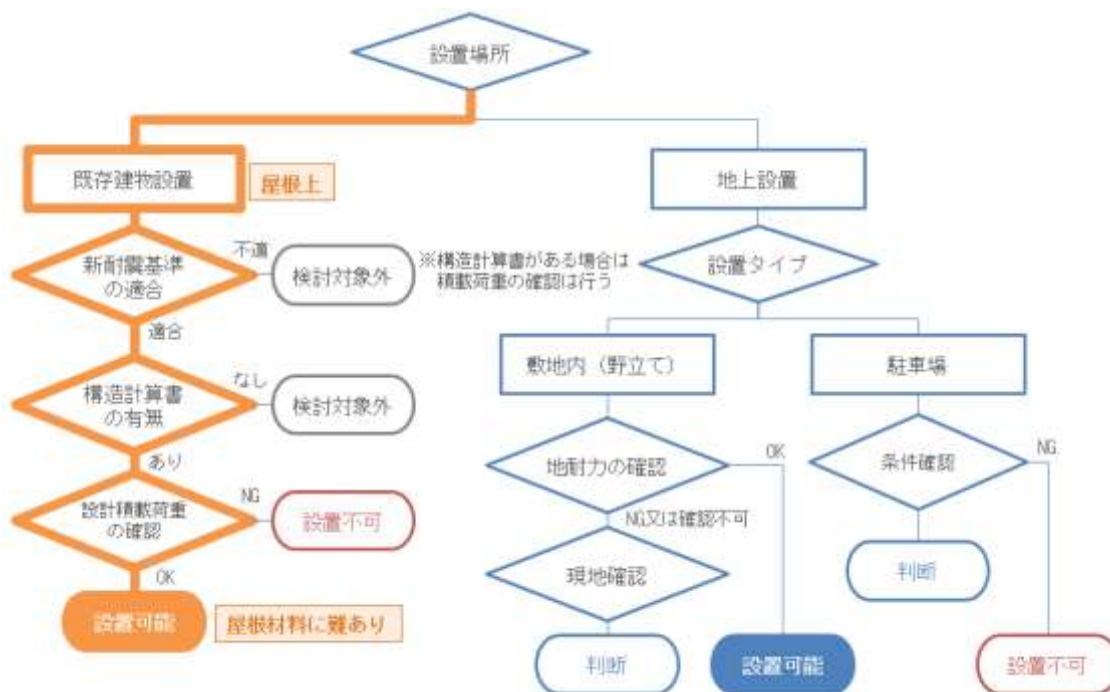 設置場所
既存建物設置
屋根上
地上設置
新耐震基準
の適合
不適
検討対象外
※構造計算書がある場合は
積載荷重の確認は行う
設置タイプ
適合
敷地内（野立て）
駐車場
構造計算書
の有無
なし
検討対象外
地耐力の確認
OK
条件確認
NG
あり
設計積載荷重
の確認
NG
設置不可
NG又は確認不可
現地確認
判断
OK
設置可能
屋根材料に難あり
判断
設置可能
設置不可